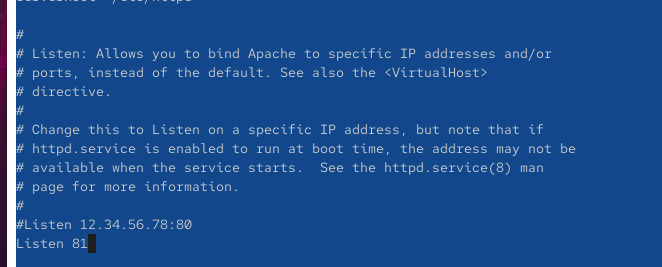 #
# Listen: Allows you to bind Apache to specific IP addresses and/or
# ports, instead of the default. See also the <VirtualHost>
# directive.
#
# Change this to Listen on a specific IP address, but note that if
# httpd.service is enabled to run at boot time, the address may not be
# available when the service starts.  See the httpd.service(8) man
# page for more information.
#
#Listen 12.34.56.78:80
Listen 81